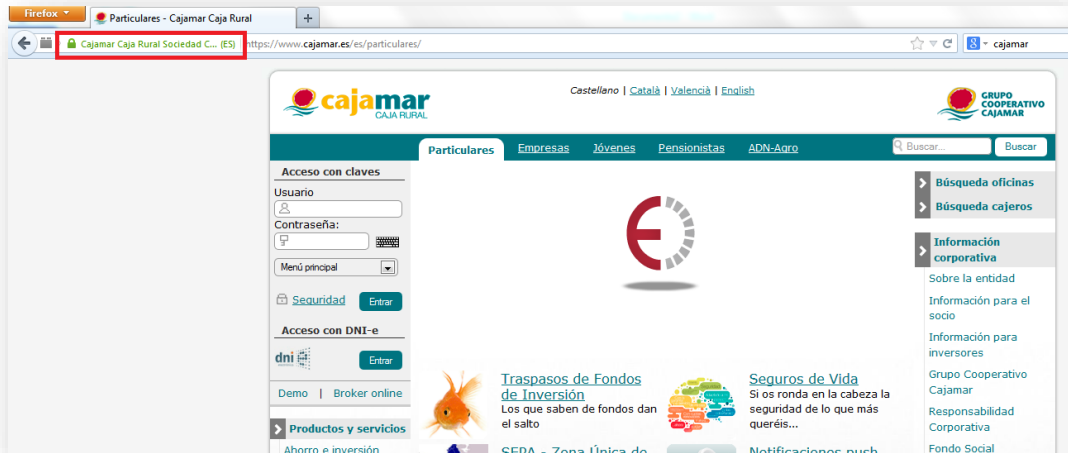 Firefox
Particulares - Cajamar Caja Rural
Cajamar Caja Rural Sociedad C... (ES)
https://www.cajamar.es/es/particulares/
cajamar
cajamar
CAJA RURAL
Castellano | Català | Valencià | English
GRUPO
COOPERATIVO
CAJAMAR
Particulares
Empresas
Jóvenes
Pensionistas
ADN-Agro
Buscar...
Buscar
Acceso con claves
Usuario
Contraseña:
Menú principal
Seguridad
Entrar
Acceso con DNI-e
dni e
Entrar
Demo | Broker online
Productos y servicios
Ahorro e inversión
Traspasos de Fondos
de Inversión
Los que saben de fondos dan
el salto
SEPA - Zona Única de
Seguros de Vida
Si os ronda en la cabeza la
seguridad de lo que más
queréis...
Notificaciones push
Búsqueda oficinas
Búsqueda cajeros
Información
corporativa
Sobre la entidad
Información para el
socio
Información para
inversores
Grupo Cooperativo
Cajamar
Responsabilidad
Corporativa
Fondo Social